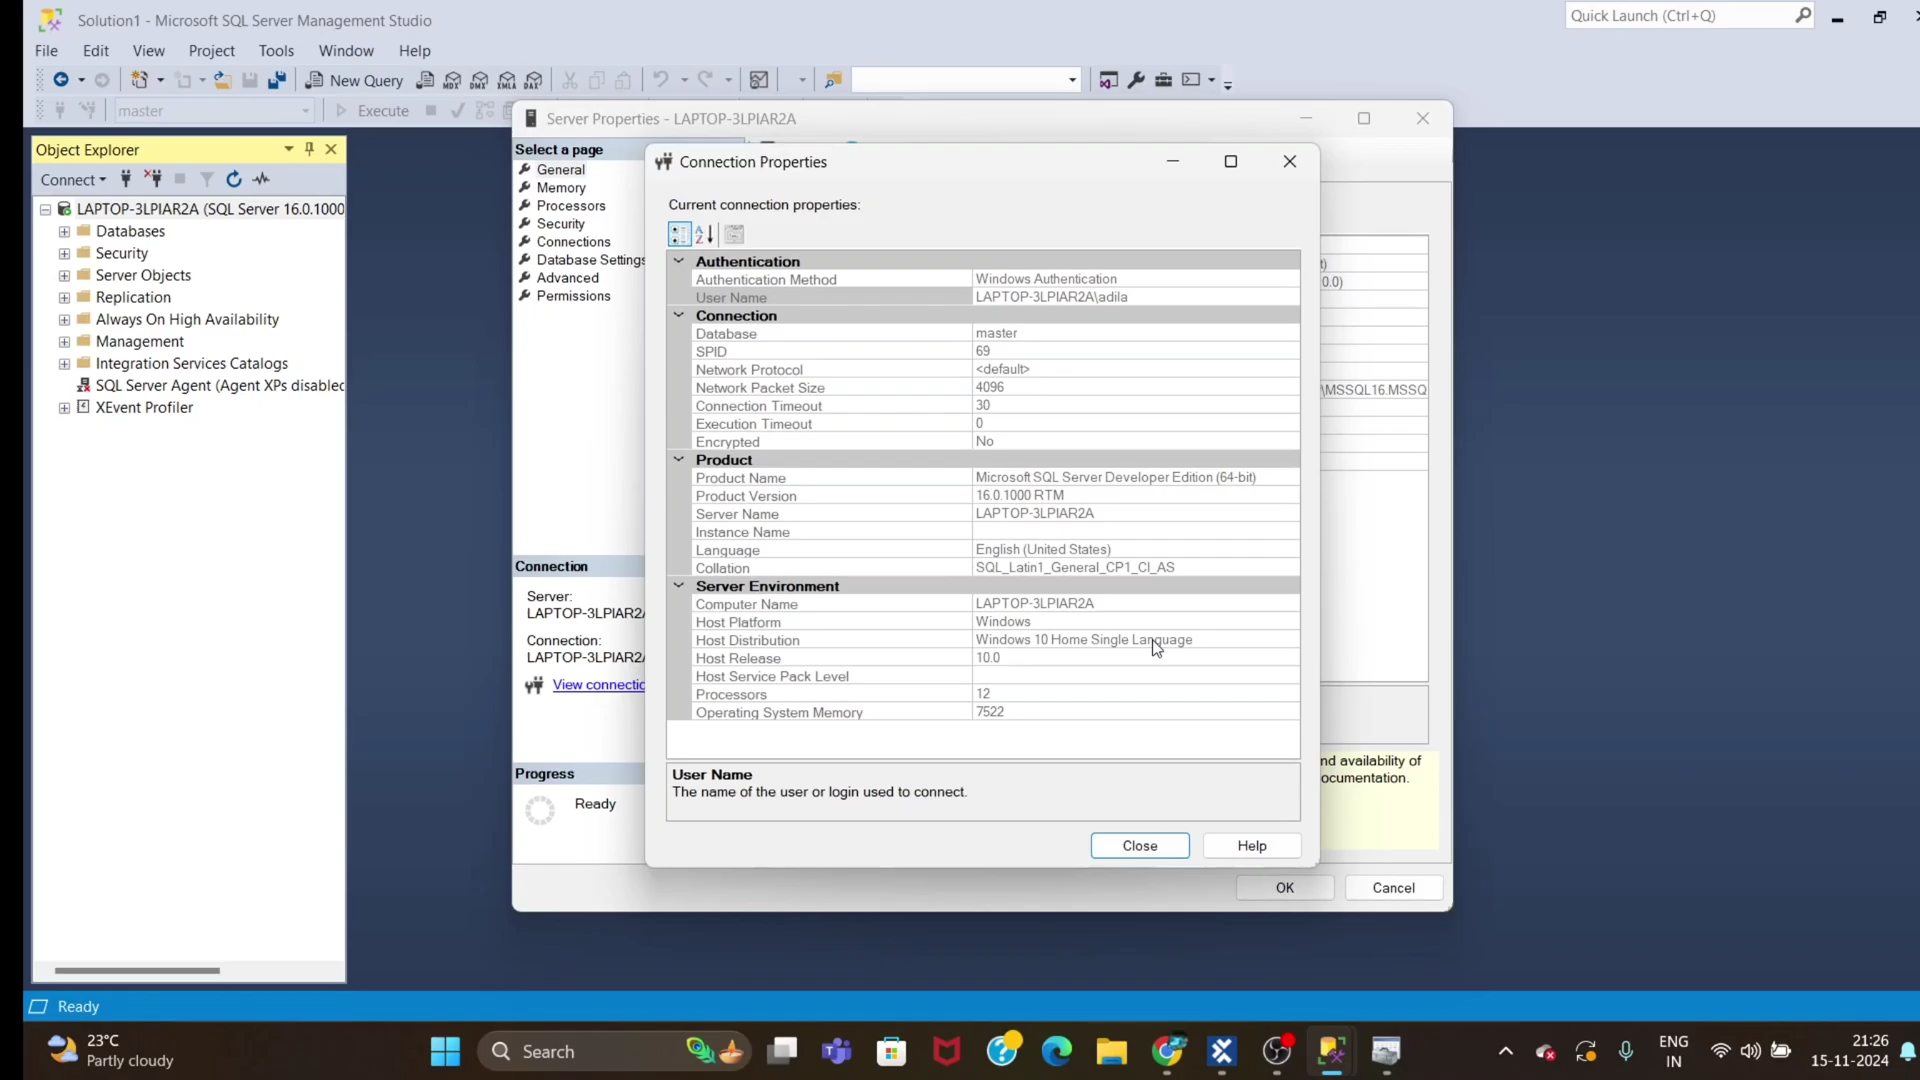 Solution1 - Microsoft SQL Server Management Studio
Quick Launch (Ctrl+Q)
File Edit View Project Tools Window Help
New Query
MDX DMX XMLA DAX
master
Execute
Object Explorer
Connect
LAPTOP-3LPIAR2A (SQL Server 16.0.1000
Databases
Security
Server Objects
Replication
Always On High Availability
Management
Integration Services Catalogs
SQL Server Agent (Agent XPs disabled
XEvent Profiler
Server Properties - LAPTOP-3LPIAR2A
Select a page
General
Memory
Processors
Security
Connections
Database Settings
Advanced
Permissions
Connection
Server:
LAPTOP-3LPIAR2A
Connection:
LAPTOP-3LPIAR2A
View connectio
Progress
Ready
0.0)
\MSSQL16.MSSQ
nd availability of
ocumentation.
OK Cancel
Connection Properties
Current connection properties:
Authentication
Authentication Method Windows Authentication
User Name LAPTOP-3LPIAR2A\adila
Connection
Database master
SPID 69
Network Protocol <default>
Network Packet Size 4096
Connection Timeout 30
Execution Timeout 0
Encrypted No
Product
Product Name Microsoft SQL Server Developer Edition (64-bit)
Product Version 16.0.1000 RTM
Server Name LAPTOP-3LPIAR2A
Instance Name
Language English (United States)
Collation SQL_Latin1_General_CP1_CI_AS
Server Environment
Computer Name LAPTOP-3LPIAR2A
Host Platform Windows
Host Distribution Windows 10 Home Single Language
Host Release 10.0
Host Service Pack Level
Processors 12
Operating System Memory 7522
User Name
The name of the user or login used to connect.
Close Help
Ready
23°C
Partly cloudy
Search
ENG
IN
21:26
15-11-2024